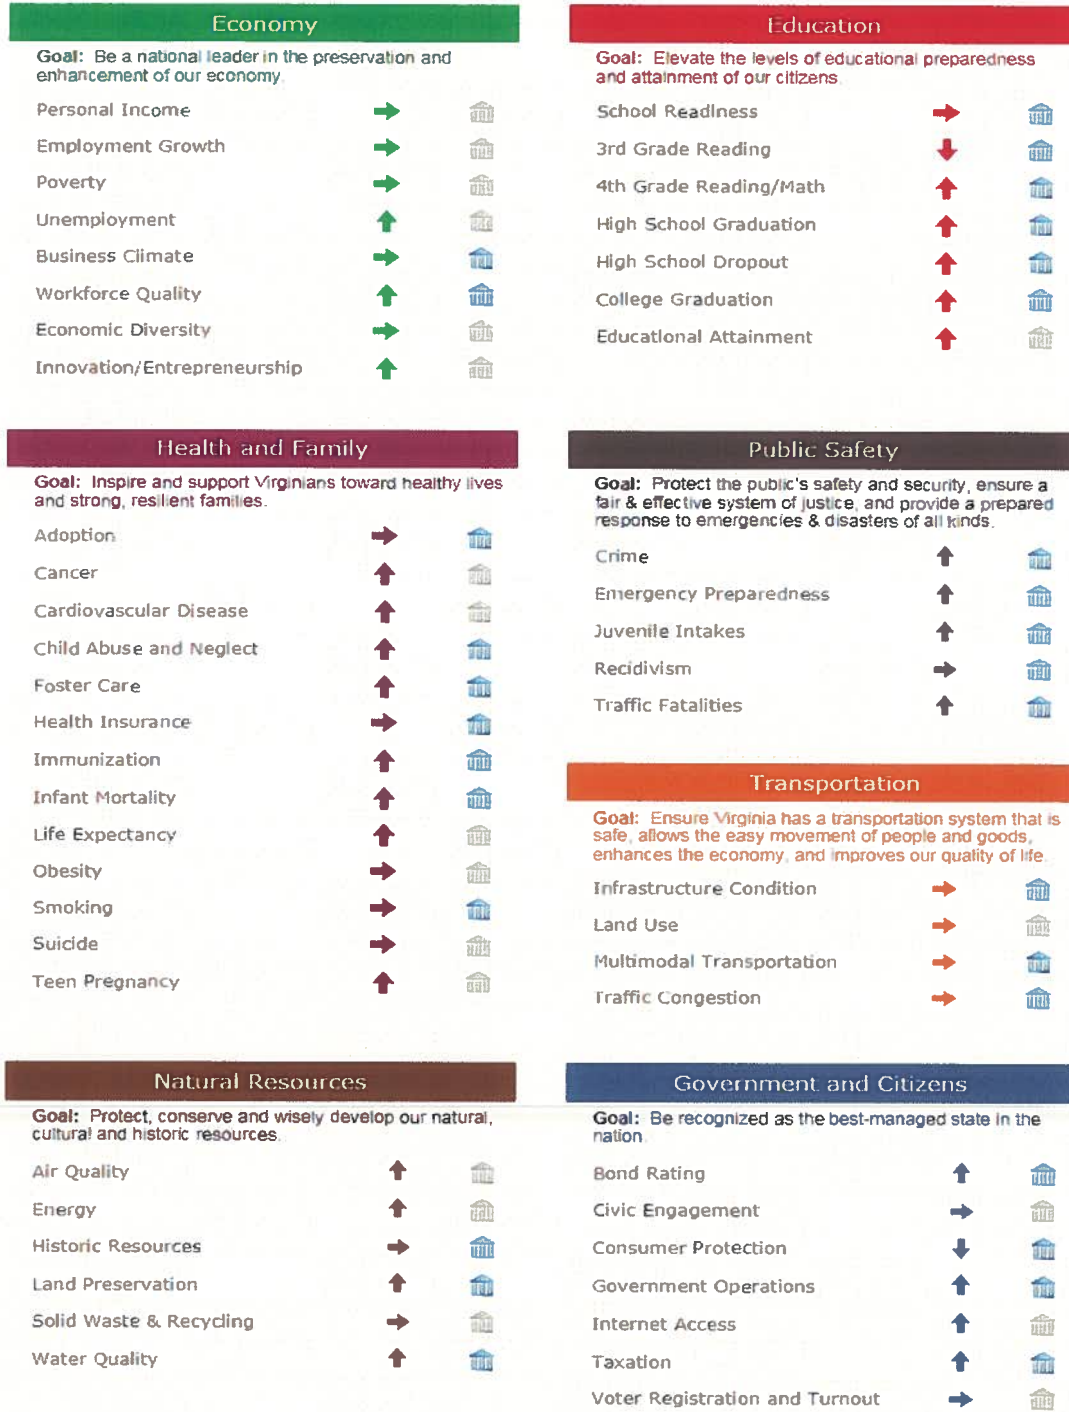 Economy
Goal: Be a national leader in the preservation and
enhancement of our economy.
Personal Income
Employment Growth
Poverty
Unemployment
Business Climate
Workforce Quality
Economic Diversity
Innovation/Entrepreneurship
Education
Goal: Elevate the levels of educational preparedness
and attainment of our citizens.
School Readiness
3rd Grade Reading
4th Grade Reading/Math
High School Graduation
High School Dropout
College Graduation
Educational Attainment
Health and Family
Goal: Inspire and support Virginians toward healthy lives
and strong, resilient families.
Adoption
Cancer
Cardiovascular Disease
Child Abuse and Neglect
Foster Care
Health Insurance
Immunization
Infant Mortality
Life Expectancy
Obesity
Smoking
Suicide
Teen Pregnancy
Public Safety
Goal: Protect the public's safety and security, ensure a
fair & effective system of justice, and provide a prepared
response to emergencies & disasters of all kinds.
Crime
Emergency Preparedness
Juvenile Intakes
Recidivism
Traffic Fatalities
Transportation
Goal: Ensure Virginia has a transportation system that is
safe, allows the easy movement of people and goods,
enhances the economy, and improves our quality of life.
Infrastructure Condition
Land Use
Multimodal Transportation
Traffic Congestion
Natural Resources
Goal: Protect, conserve and wisely develop our natural,
cultural and historic resources.
Air Quality
Energy
Historic Resources
Land Preservation
Solid Waste & Recycling
Water Quality
Government and Citizens
Goal: Be recognized as the best-managed state in the
nation.
Bond Rating
Civic Engagement
Consumer Protection
Government Operations
Internet Access
Taxation
Voter Registration and Turnout